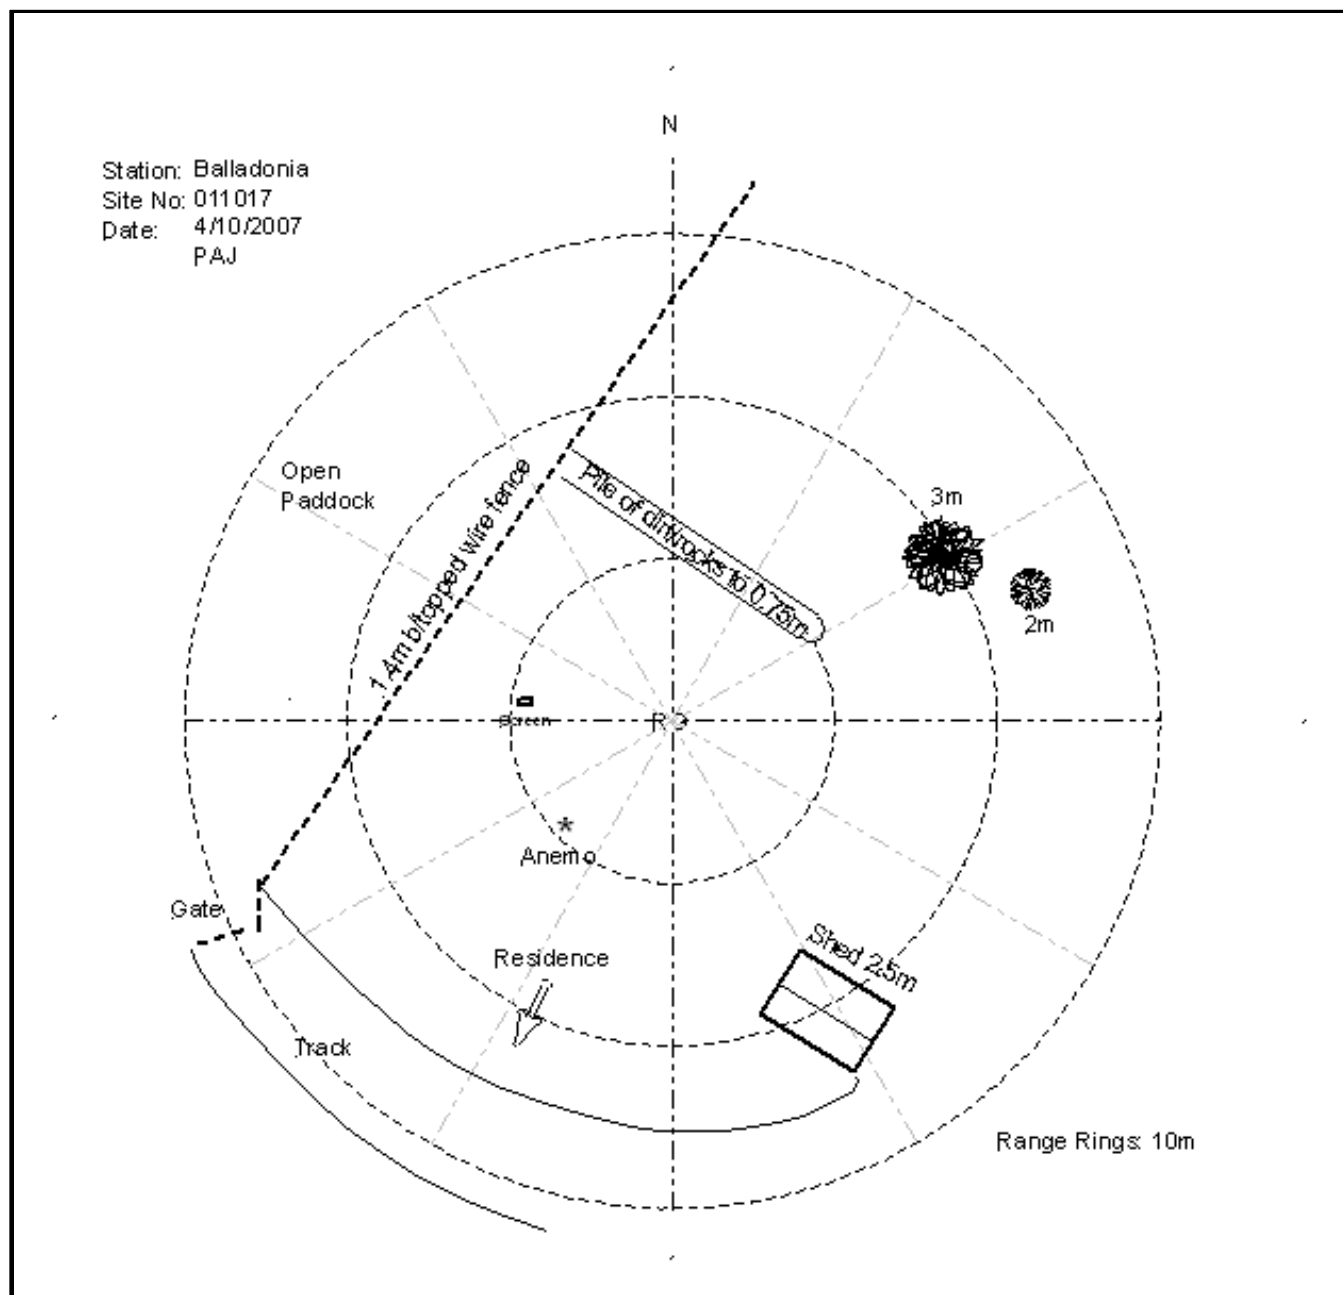 N
Station: Balladonia
Site No: 011017
Date: 4/10/2007
PAJ
Open
Paddock
1.4m b/topped wire fence
Pile of dirt/rocks to 0.75m
3m
2m
Screen
RG
Anemo
Gate
Residence
Shed 2.5m
Track
Range Rings: 10m